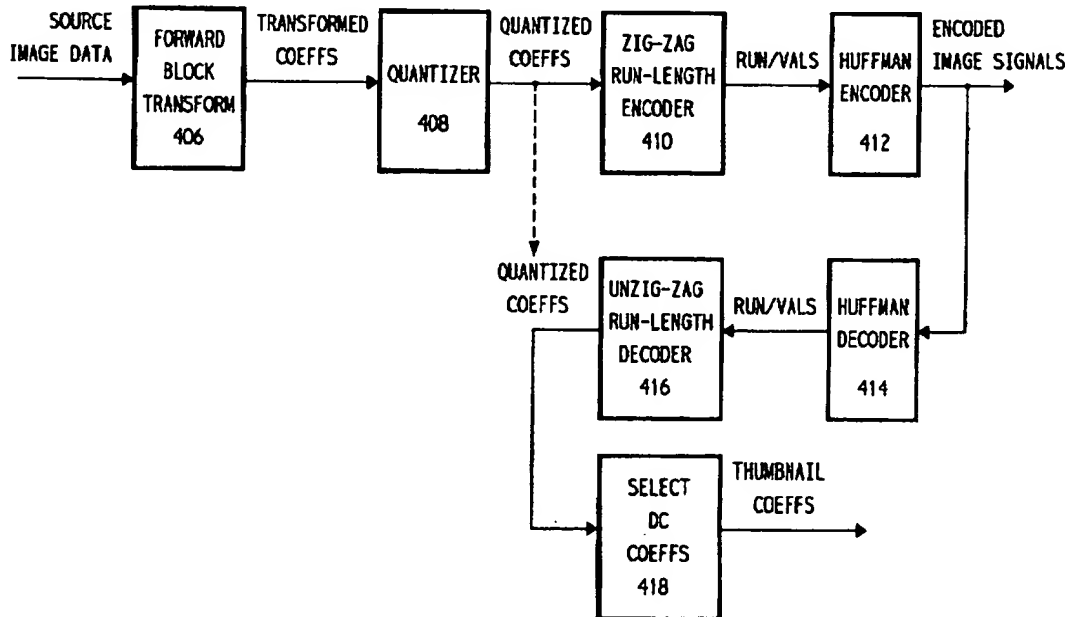 SOURCE
IMAGE DATA
FORWARD
BLOCK
TRANSFORM
406
TRANSFORMED
COEFFS
QUANTIZER
408
QUANTIZED
COEFFS
ZIG-ZAG
RUN-LENGTH
ENCODER
410
RUN/VALS
HUFFMAN
ENCODER
412
ENCODED
IMAGE SIGNALS
QUANTIZED
COEFFS
UNZIG-ZAG
RUN-LENGTH
DECODER
416
RUN/VALS
HUFFMAN
DECODER
414
SELECT
DC
COEFFS
418
THUMBNAIL
COEFFS